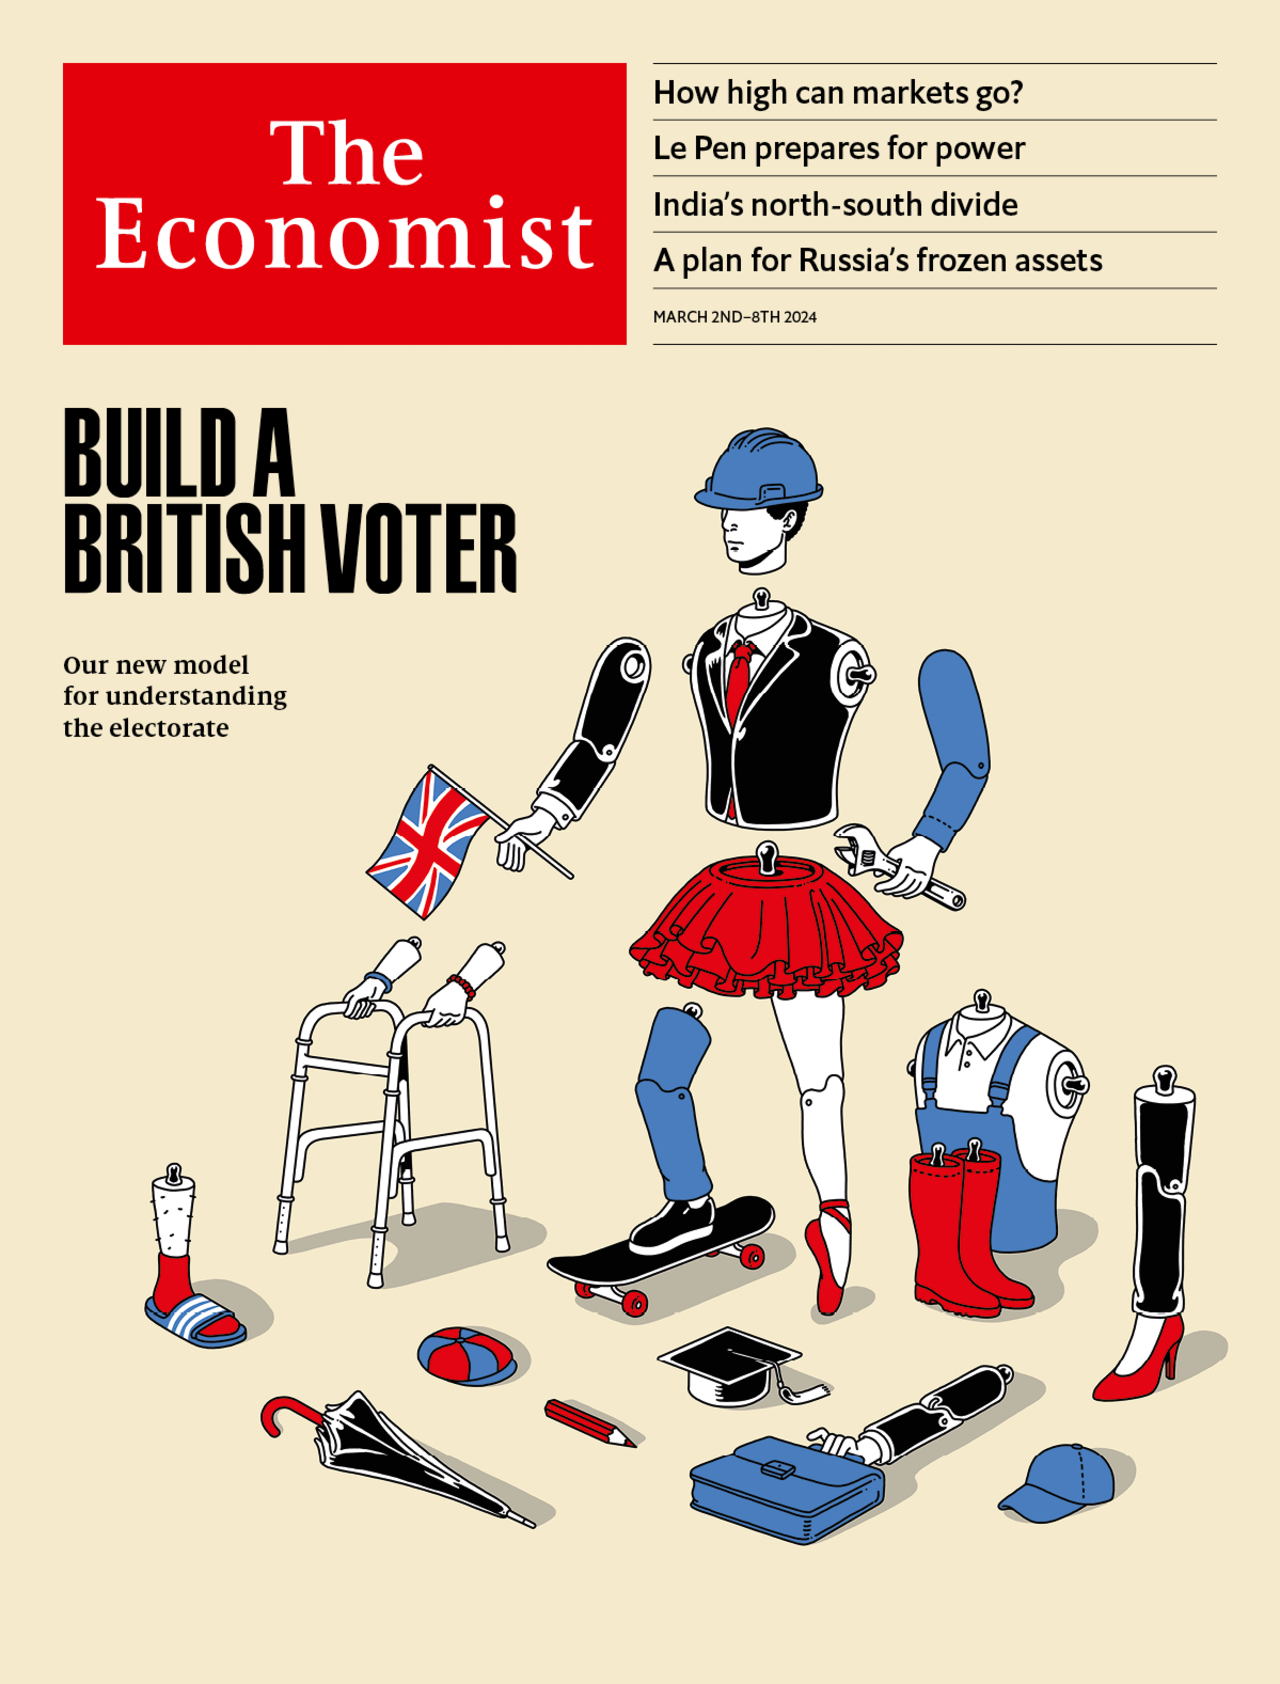 The
Economist
How high can markets go?
Le Pen prepares for power
India's north-south divide
A plan for Russia's frozen assets
MARCH 2ND–8TH 2024
BUILD A
BRITISH VOTER
Our new model
for understanding
the electorate